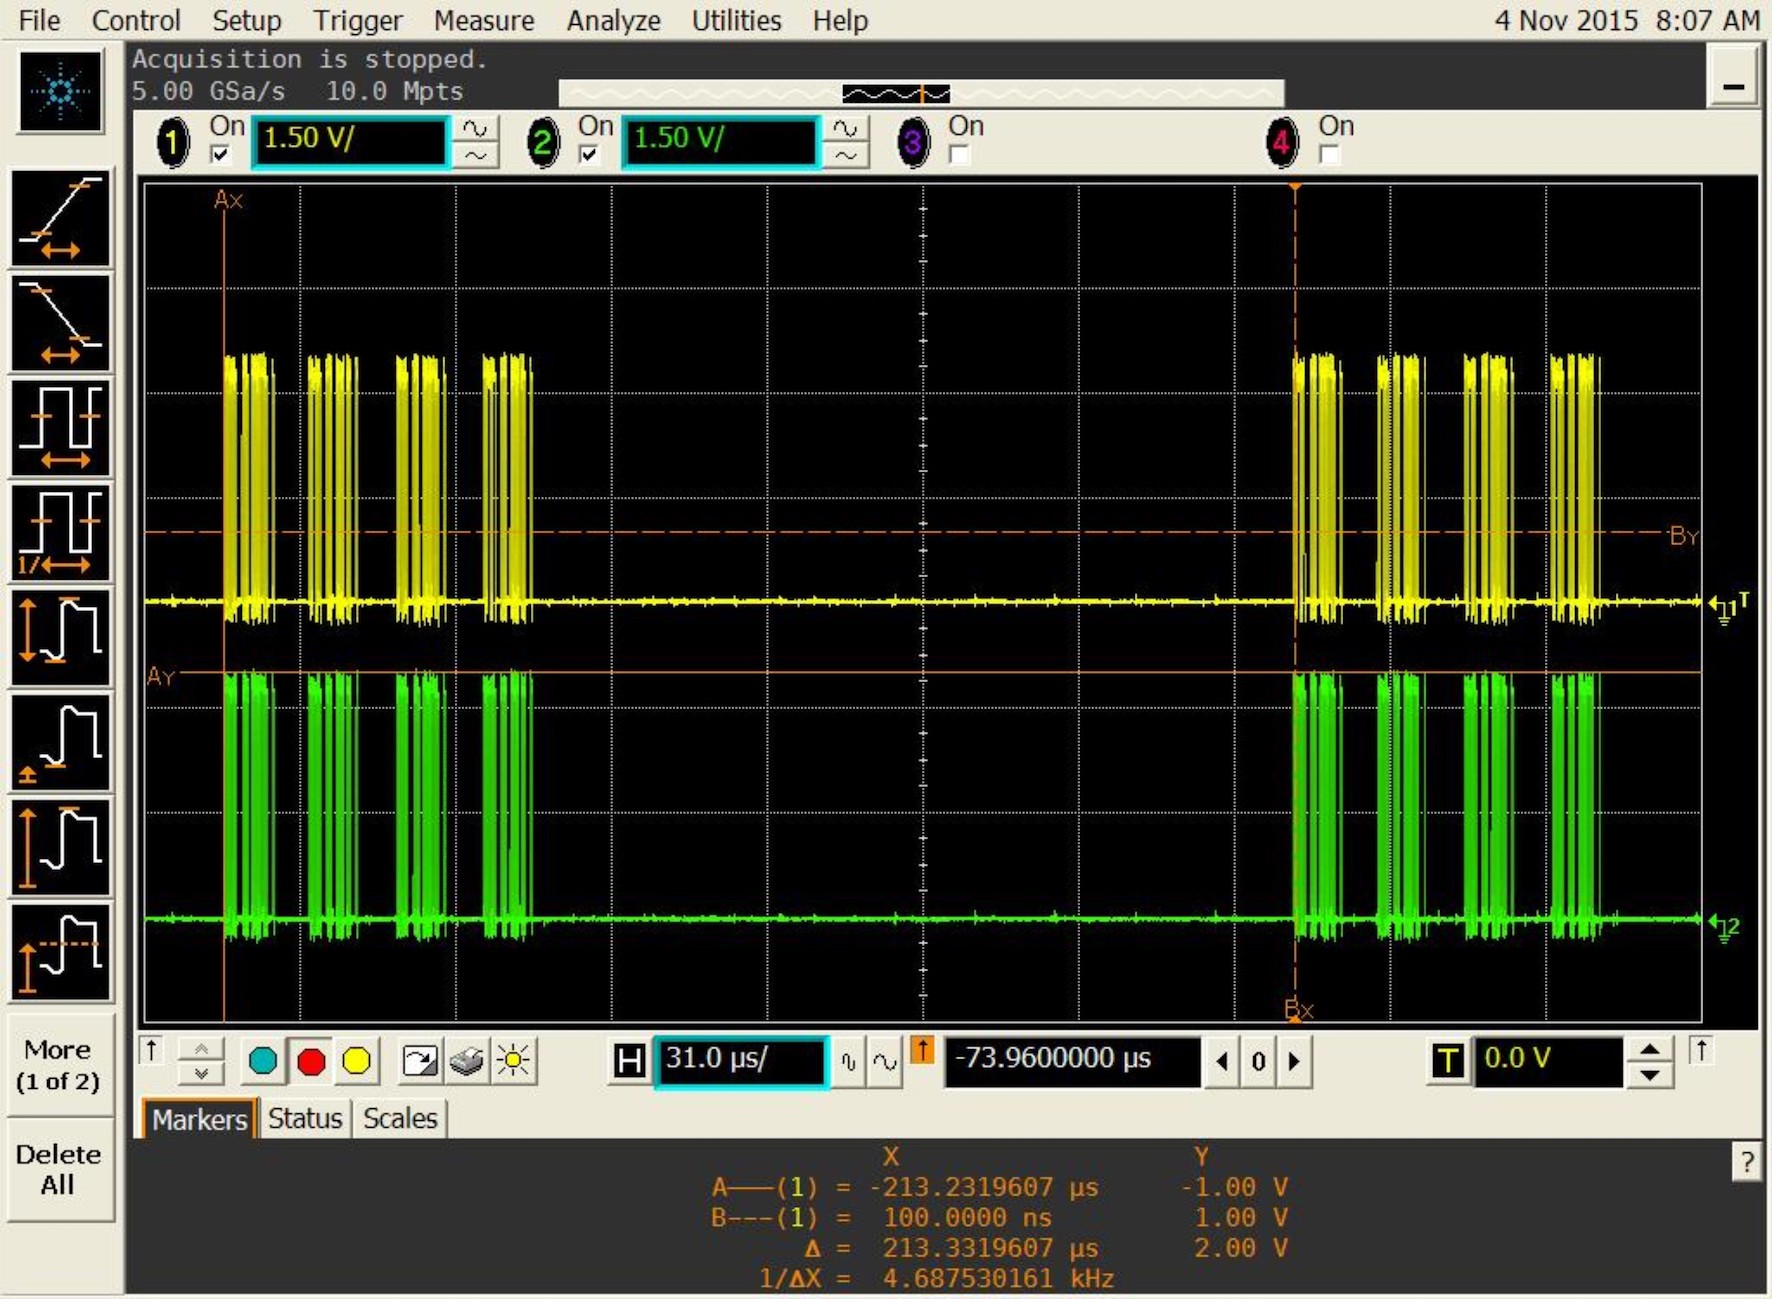 File Control Setup Trigger Measure Analyze Utilities Help 4 Nov 2015 8:07 AM
Acquisition is stopped.
5.00 GSa/s 10.0 Mpts
1 On 1.50 V/ 2 On 1.50 V/ 3 On 4 On
Ax
By
1 T
Ay
2
Bx
1/
More
(1 of 2)
Delete
All
H 31.0 µs/ -73.9600000 µs 0 T 0.0 V
Markers Status Scales
X Y
A——(1) = -213.2319607 µs -1.00 V
B---(1) = 100.0000 ns 1.00 V
Δ = 213.3319607 µs 2.00 V
1/ΔX = 4.687530161 kHz
?